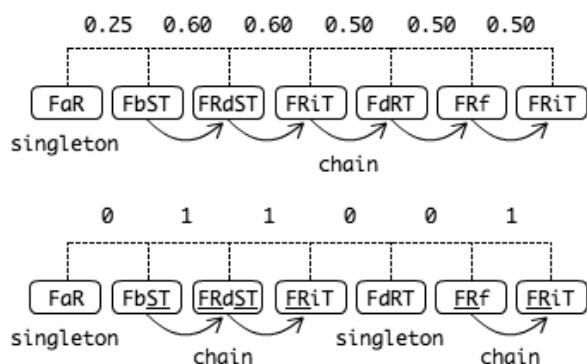 0.25 0.60 0.60 0.50 0.50 0.50
FaR FbST FRdST FRiT FdRT FRf FRiT
singleton
chain
0 1 1 0 0 1
FaR FbST FRdST FRiT FdRT FRf FRiT
singleton chain singleton chain